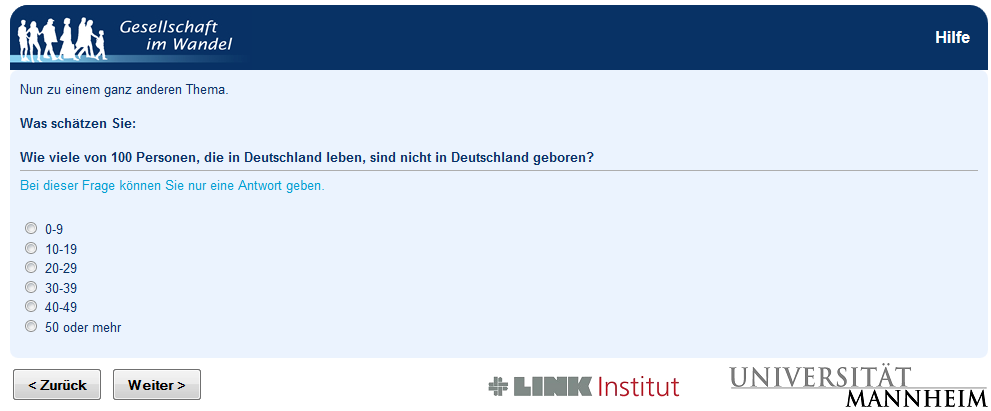 Gesellschaft
im Wandel
Hilfe
Nun zu einem ganz anderen Thema.
Was schätzen Sie:
Wie viele von 100 Personen, die in Deutschland leben, sind nicht in Deutschland geboren?
Bei dieser Frage können Sie nur eine Antwort geben.
0-9
10-19
20-29
30-39
40-49
50 oder mehr
< Zurück
Weiter >
LINK Institut
UNIVERSITÄT
MANNHEIM